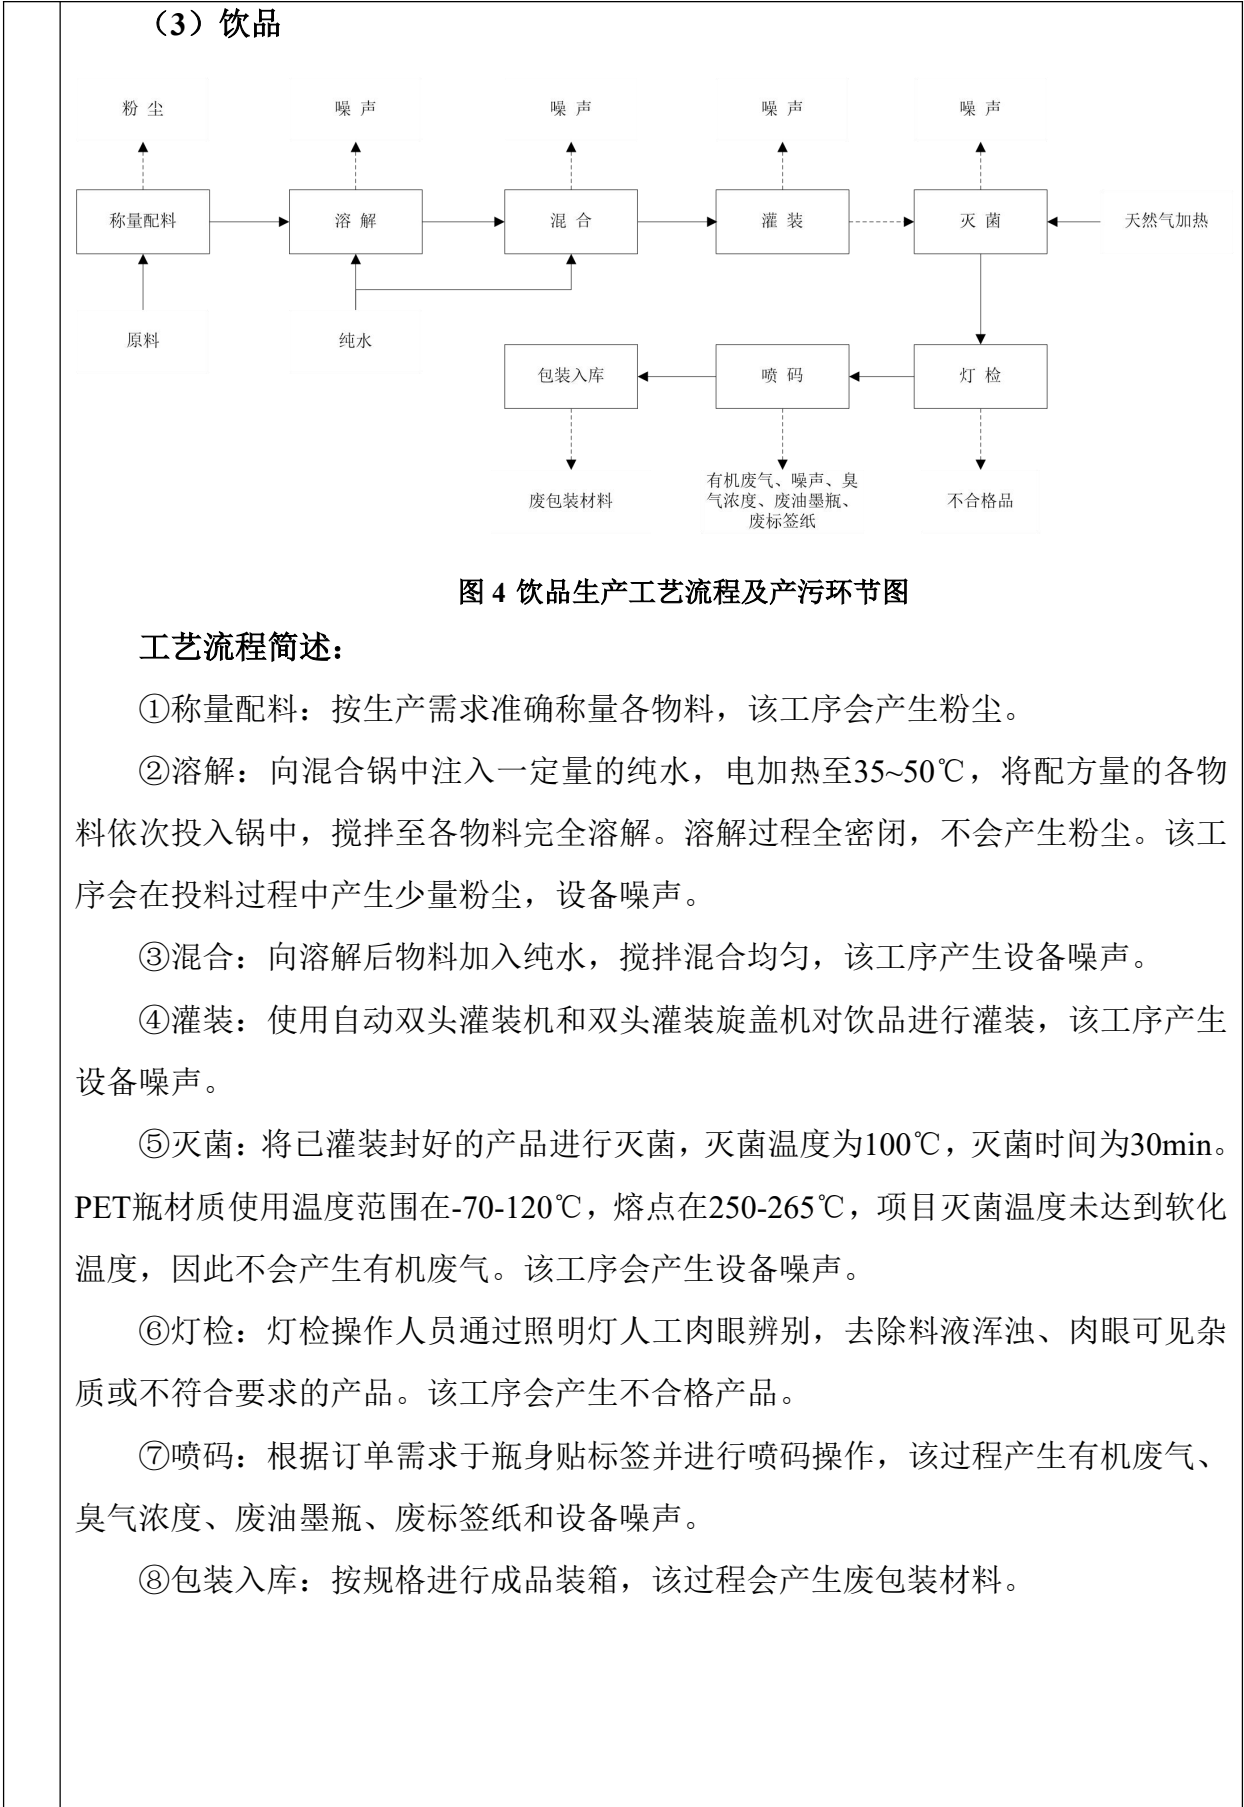 （3）饮品
粉 尘
噪 声
噪 声
噪 声
噪 声
称量配料
溶 解
混 合
灌 装
灭 菌
天然气加热
原料
纯水
包装入库
喷 码
灯 检
废包装材料
有机废气、噪声、臭
气浓度、废油墨瓶、
废标签纸
不合格品
图 4 饮品生产工艺流程及产污环节图
工艺流程简述：
①称量配料：按生产需求准确称量各物料，该工序会产生粉尘。
②溶解：向混合锅中注入一定量的纯水，电加热至35~50℃，将配方量的各物
料依次投入锅中，搅拌至各物料完全溶解。溶解过程全密闭，不会产生粉尘。该工
序会在投料过程中产生少量粉尘，设备噪声。
③混合：向溶解后物料加入纯水，搅拌混合均匀，该工序产生设备噪声。
④灌装：使用自动双头灌装机和双头灌装旋盖机对饮品进行灌装，该工序产生
设备噪声。
⑤灭菌：将已灌装封好的产品进行灭菌，灭菌温度为100℃，灭菌时间为30min。
PET瓶材质使用温度范围在-70-120℃，熔点在250-265℃，项目灭菌温度未达到软化
温度，因此不会产生有机废气。该工序会产生设备噪声。
⑥灯检：灯检操作人员通过照明灯人工肉眼辨别，去除料液浑浊、肉眼可见杂
质或不符合要求的产品。该工序会产生不合格产品。
⑦喷码：根据订单需求于瓶身贴标签并进行喷码操作，该过程产生有机废气、
臭气浓度、废油墨瓶、废标签纸和设备噪声。
⑧包装入库：按规格进行成品装箱，该过程会产生废包装材料。